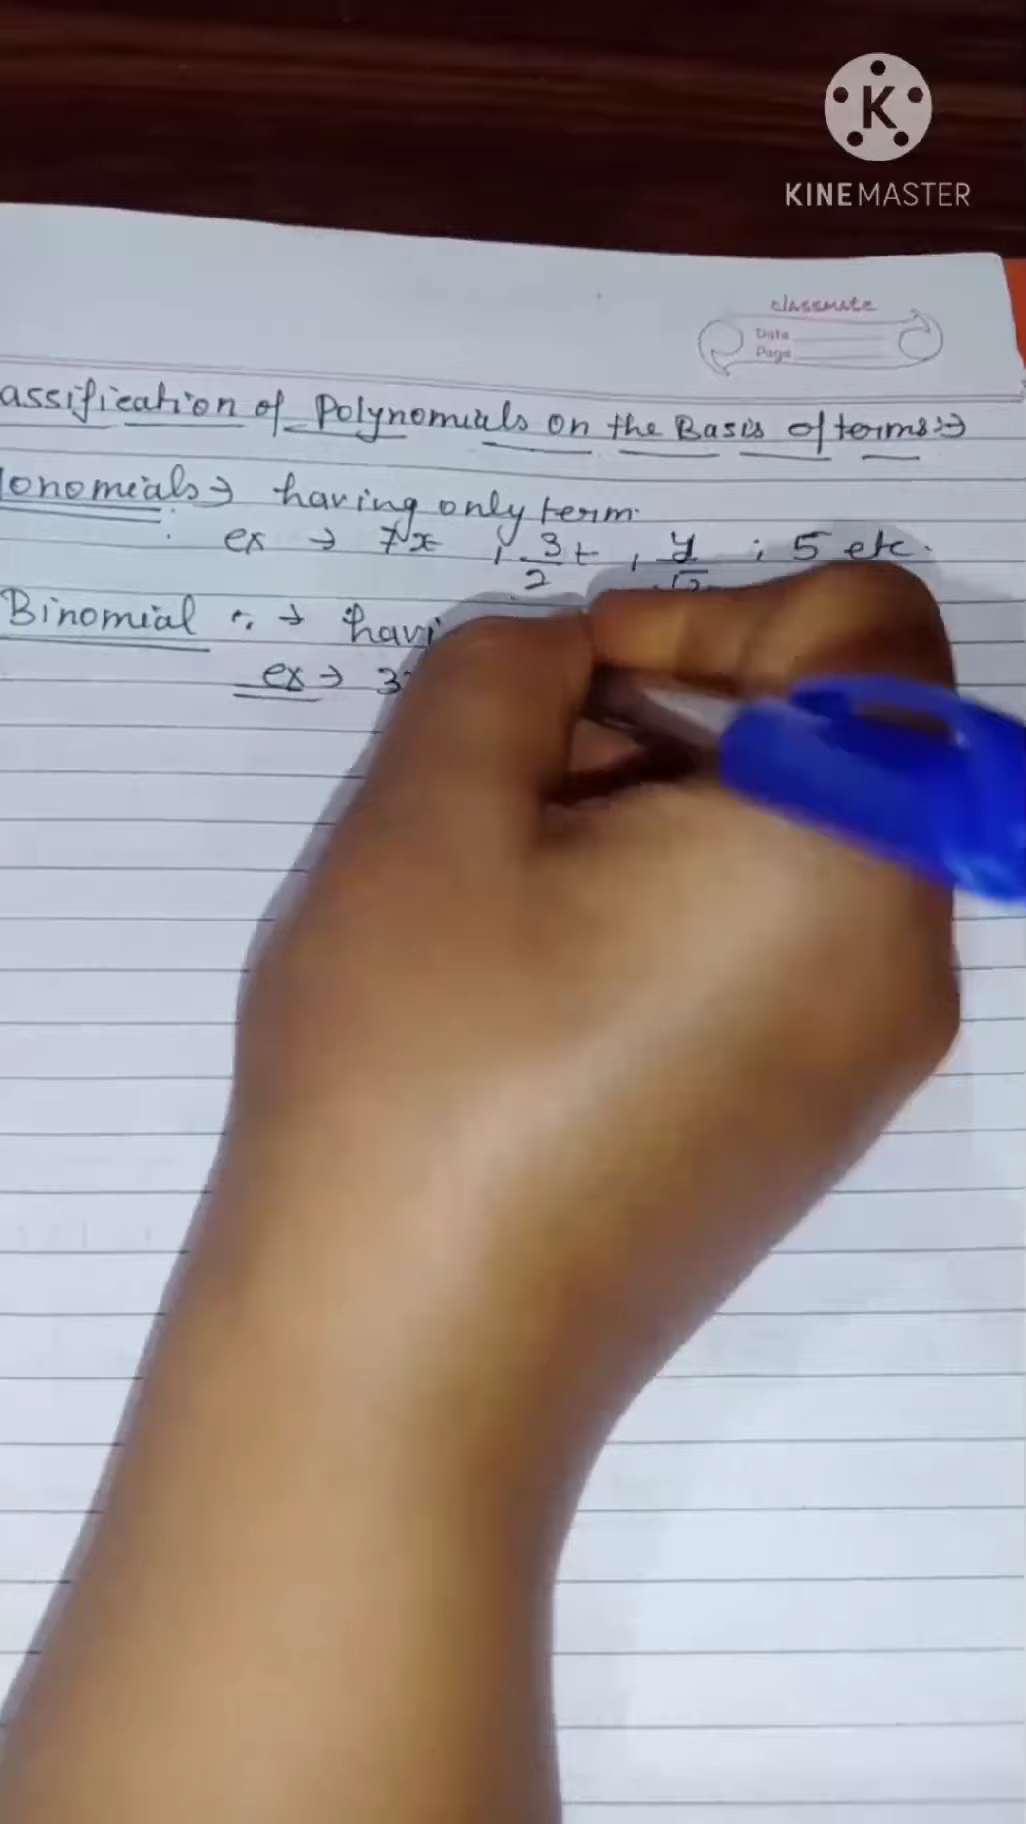 KINEMASTER
classmate
Date
Page
assification of Polynomials on the Basis of terms :→
onomials → having only term.
ex → 7x , 3/2 t , y/√2 ; 5 etc.
Binomial :. → havi
ex → 3